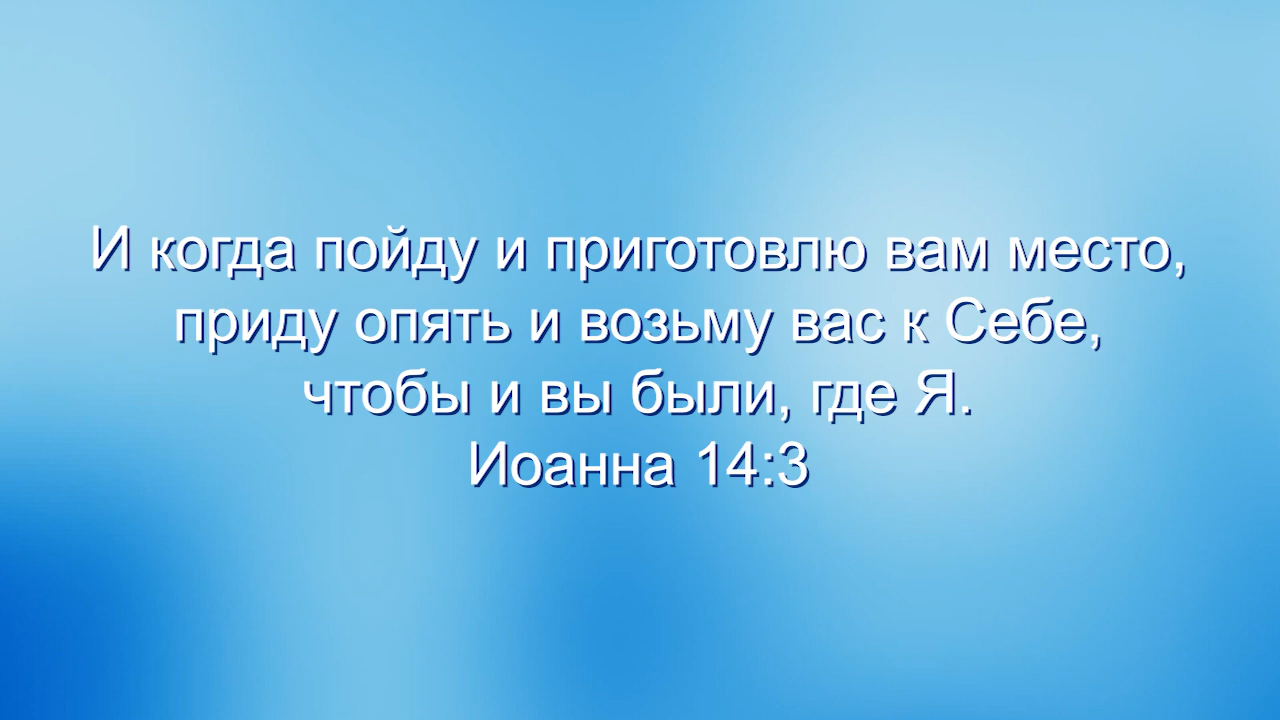 И когда пойду и приготовлю вам место,
приду опять и возьму вас к Себе,
чтобы и вы были, где Я.
Иоанна 14:3